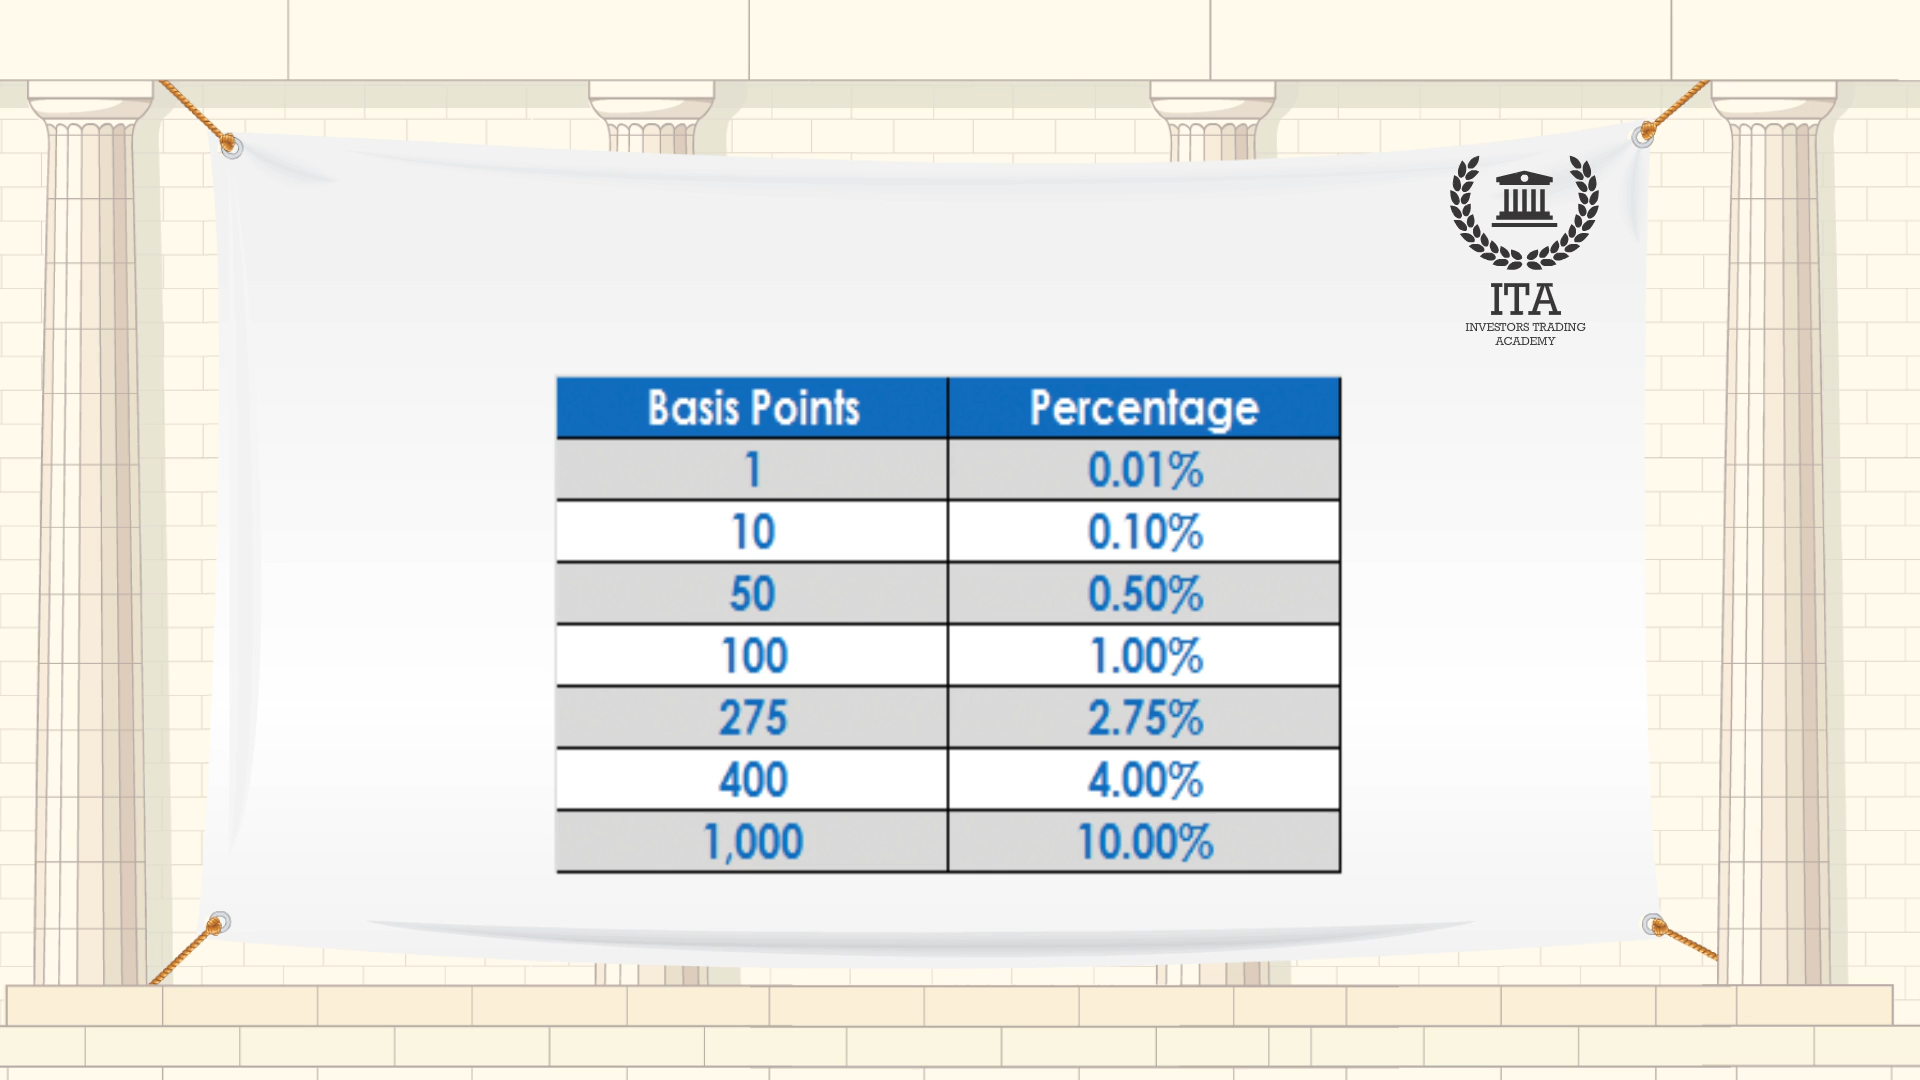 ITA
INVESTORS TRADING
ACADEMY
Basis Points Percentage
1 0.01%
10 0.10%
50 0.50%
100 1.00%
275 2.75%
400 4.00%
1,000 10.00%